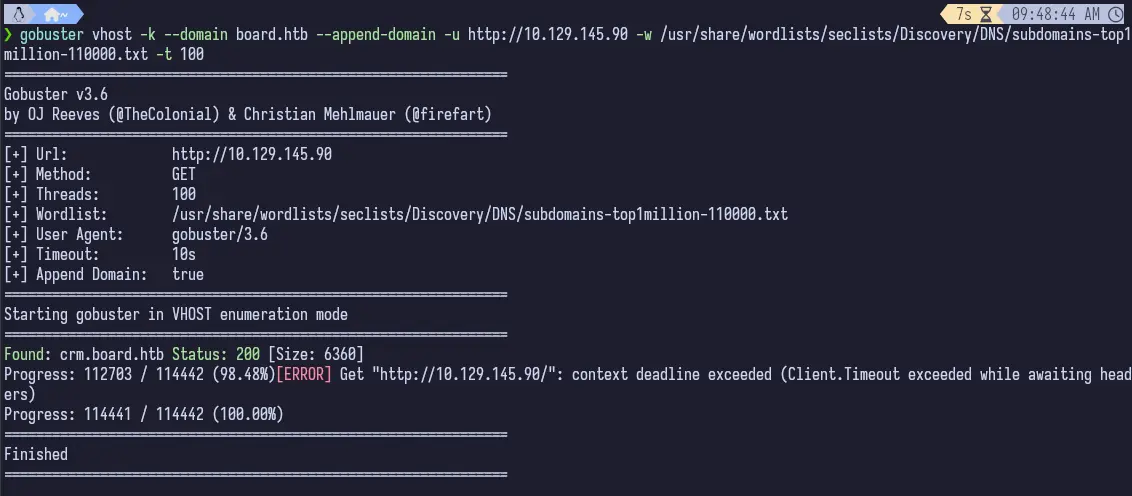 ~ 7s 09:48:44 AM
❯ gobuster vhost -k --domain board.htb --append-domain -u http://10.129.145.90 -w /usr/share/wordlists/seclists/Discovery/DNS/subdomains-top1
million-110000.txt -t 100
===============================================================
Gobuster v3.6
by OJ Reeves (@TheColonial) & Christian Mehlmauer (@firefart)
===============================================================
[+] Url: http://10.129.145.90
[+] Method: GET
[+] Threads: 100
[+] Wordlist: /usr/share/wordlists/seclists/Discovery/DNS/subdomains-top1million-110000.txt
[+] User Agent: gobuster/3.6
[+] Timeout: 10s
[+] Append Domain: true
===============================================================
Starting gobuster in VHOST enumeration mode
===============================================================
Found: crm.board.htb Status: 200 [Size: 6360]
Progress: 112703 / 114442 (98.48%)[ERROR] Get "http://10.129.145.90/": context deadline exceeded (Client.Timeout exceeded while awaiting head
ers)
Progress: 114441 / 114442 (100.00%)
===============================================================
Finished
===============================================================